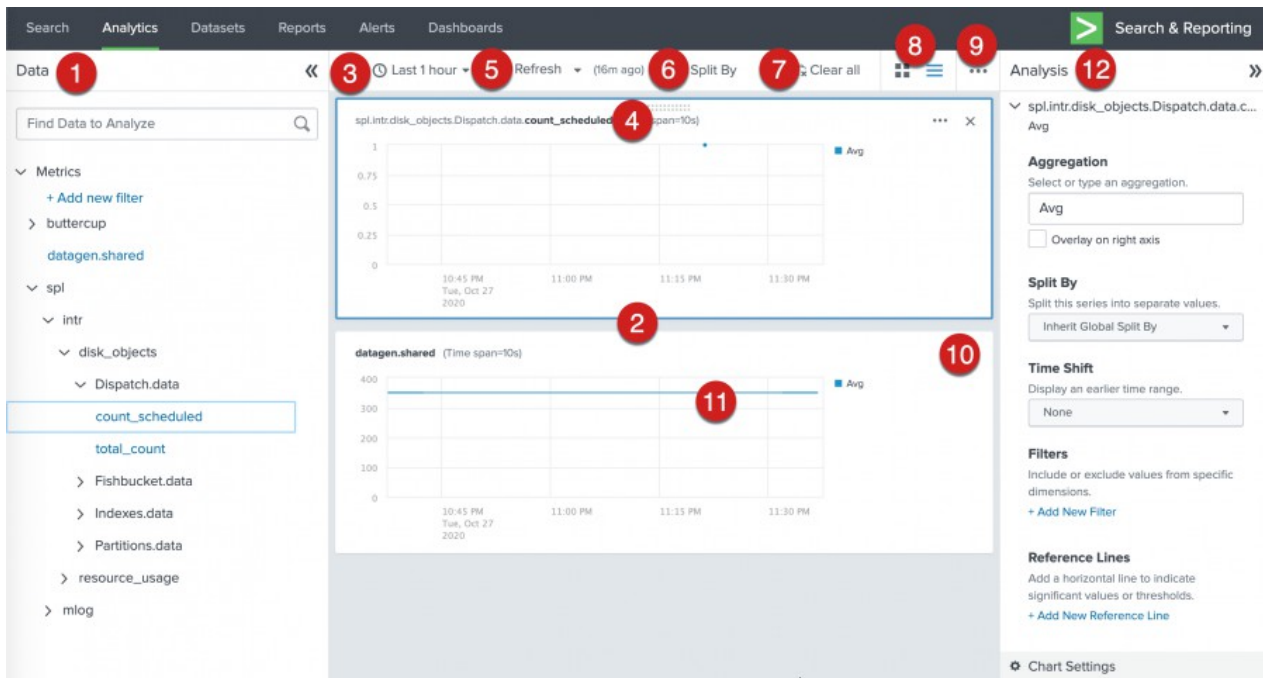 Search Analytics Datasets Reports Alerts Dashboards Search & Reporting
8 9
Data 1 «
3 Last 1 hour 5 Refresh (16m ago) 6 Split By 7 Clear all ...
Analysis 12 »
Find Data to Analyze
Metrics
+ Add new filter
buttercup
datagen.shared
spl
intr
disk_objects
Dispatch.data
count_scheduled
total_count
Fishbucket.data
Indexes.data
Partitions.data
resource_usage
mlog
spl.intr.disk_objects.Dispatch.data.count_scheduled 4 span=10s) ... ×
1
0.75
0.5
0.25
0
Avg
10:45 PM 11:00 PM 11:15 PM 11:30 PM
Tue, Oct 27
2020
2
datagen.shared (Time span=10s) 10
400
300
200
100
0
Avg
11
10:45 PM 11:00 PM 11:15 PM 11:30 PM
Tue, Oct 27
2020
spl.intr.disk_objects.Dispatch.data.c...
Avg
Aggregation
Select or type an aggregation.
Avg
Overlay on right axis
Split By
Split this series into separate values.
Inherit Global Split By
Time Shift
Display an earlier time range.
None
Filters
Include or exclude values from specific
dimensions.
+ Add New Filter
Reference Lines
Add a horizontal line to indicate
significant values or thresholds.
+ Add New Reference Line
Chart Settings